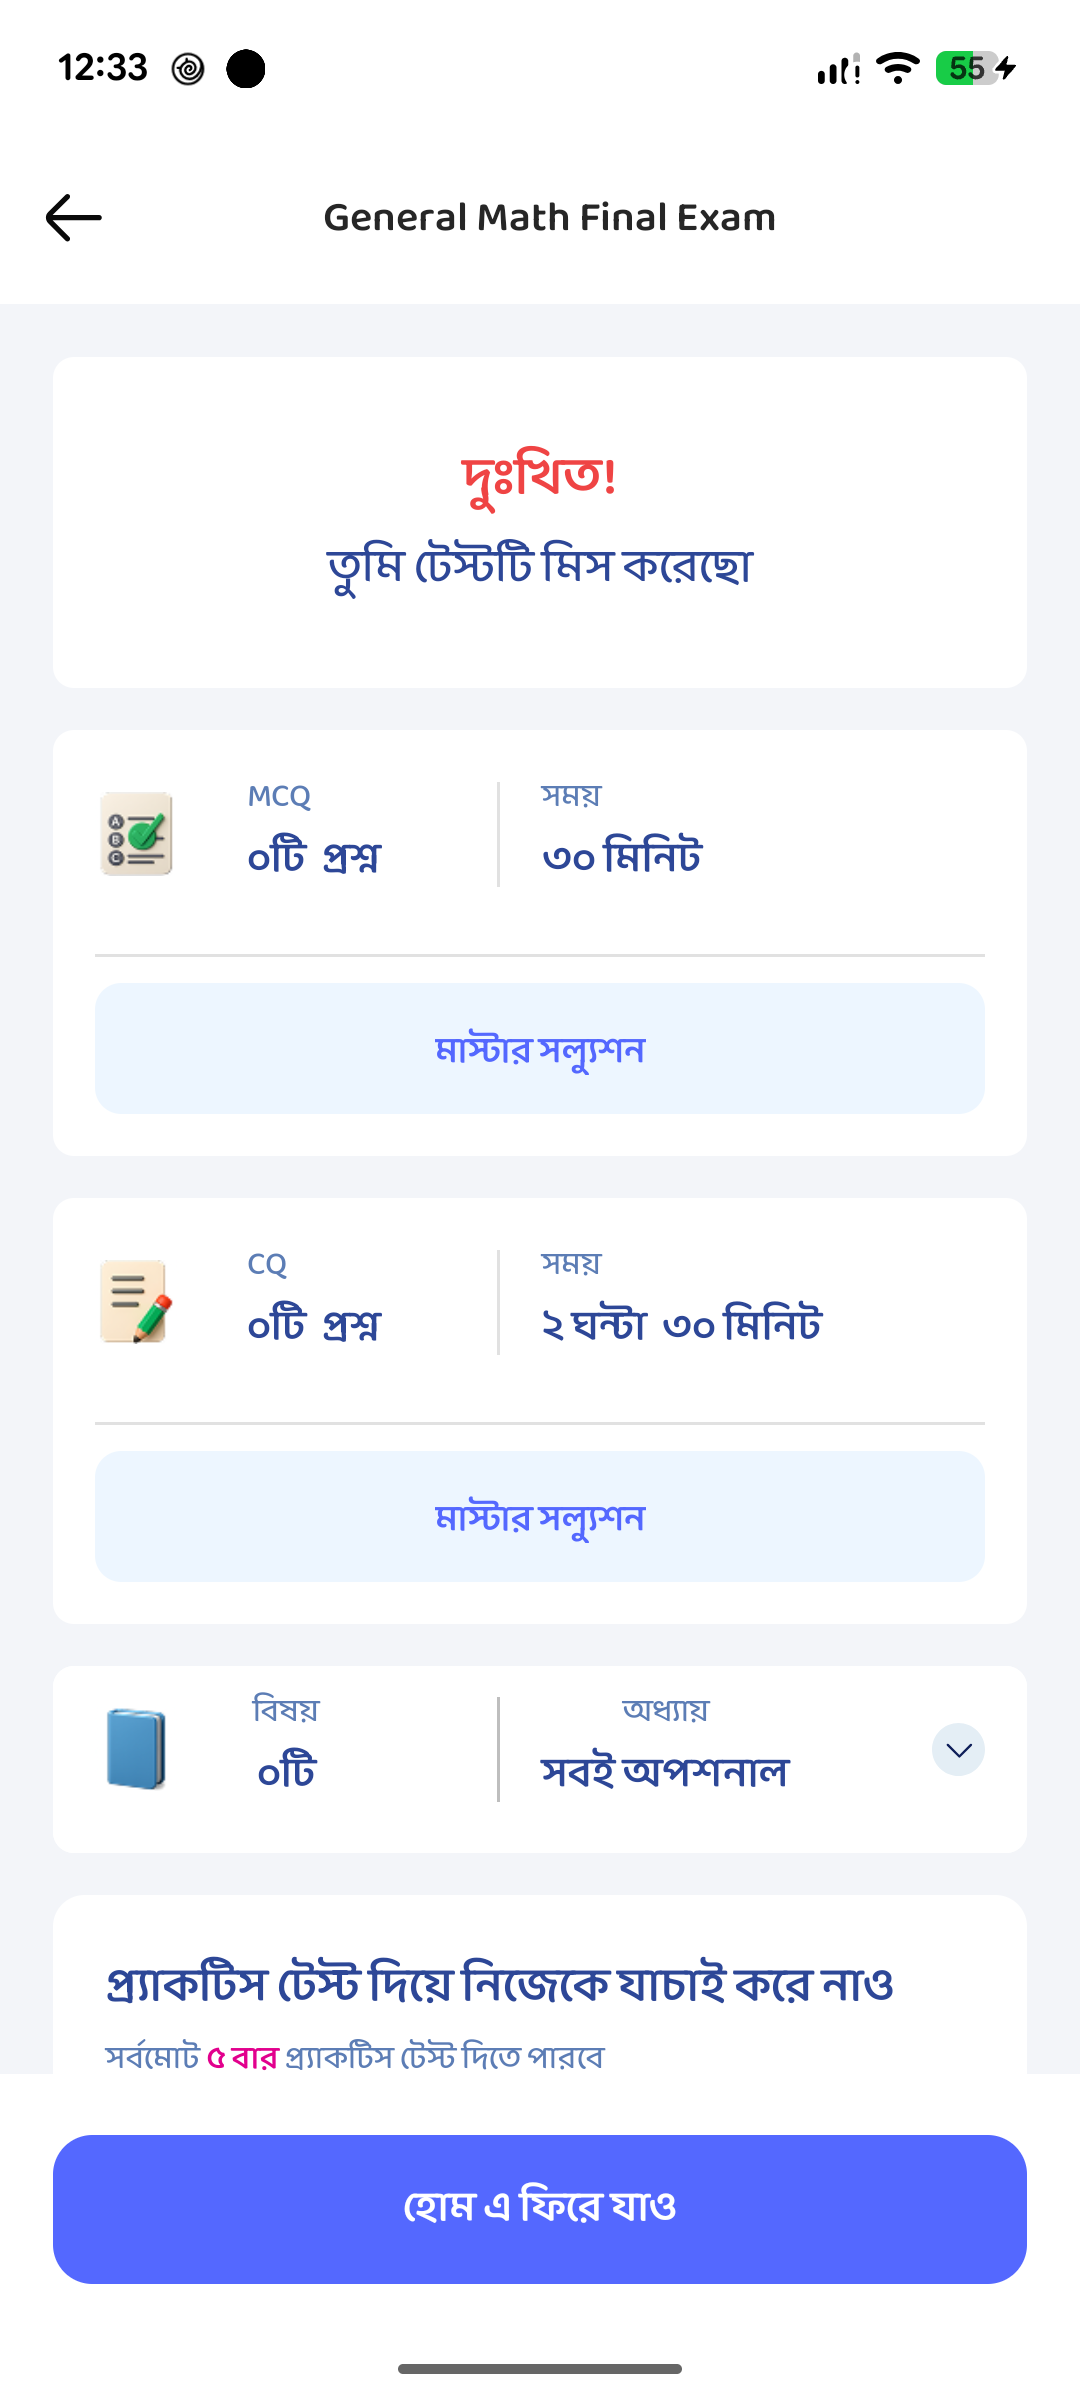 12:33
55
General Math Final Exam
দুঃখিত!
তুমি টেস্টটি মিস করেছো
MCQ
০টি প্রশ্ন
সময়
৩০ মিনিট
মাস্টার সল্যুশন
CQ
০টি প্রশ্ন
সময়
২ ঘন্টা ৩০ মিনিট
মাস্টার সল্যুশন
বিষয়
০টি
অধ্যায়
সবই অপশনাল
প্র্যাকটিস টেস্ট দিয়ে নিজেকে যাচাই করে নাও
সর্বমোট ৫ বার প্র্যাকটিস টেস্ট দিতে পারবে
হোম এ ফিরে যাও